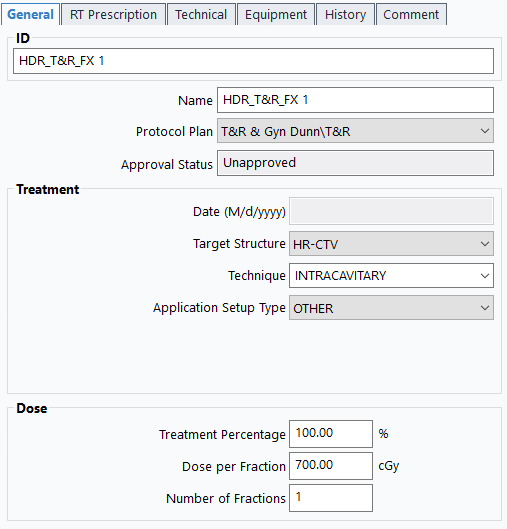 General RT Prescription Technical Equipment History Comment
ID
HDR_T&R_FX 1
Name HDR_T&R_FX 1
Protocol Plan T&R & Gyn Dunn\T&R
Approval Status Unapproved
Treatment
Date (M/d/yyyy)
Target Structure HR-CTV
Technique INTRACAVITARY
Application Setup Type OTHER
Dose
Treatment Percentage 100.00 %
Dose per Fraction 700.00 cGy
Number of Fractions 1